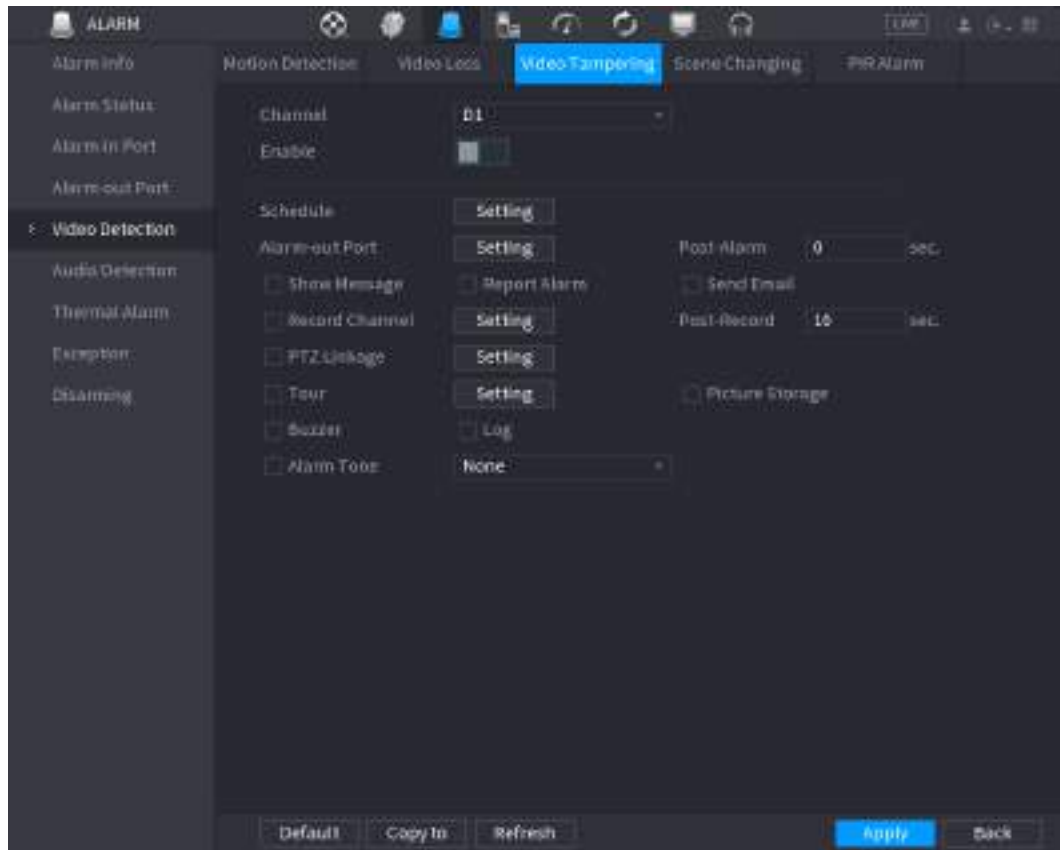 ALARM LIVE
Alarm Info Motion Detection Video Loss Video Tampering Scene Changing PIR Alarm
Alarm Status Channel D1
Alarm-in Port Enable
Alarm-out Port
Schedule Setting
Video Detection
Alarm-out Port Setting Post-Alarm 0 sec.
Audio Detection
Show Message Report Alarm Send Email
Thermal Alarm
Record Channel Setting Post-Record 10 sec.
Exception PTZ Linkage Setting
Disarming Tour Setting Picture Storage
Buzzer Log
Alarm Tone None
Default Copy to Refresh Apply Back